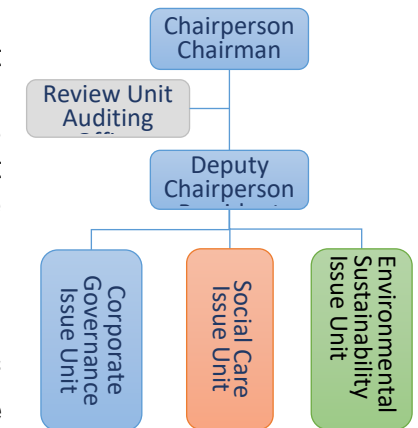 Chairperson
Chairman
Review Unit
Auditing
Deputy
Chairperson
Corporate
Governance
Issue Unit
Social Care
Issue Unit
Environmental
Sustainability
Issue Unit